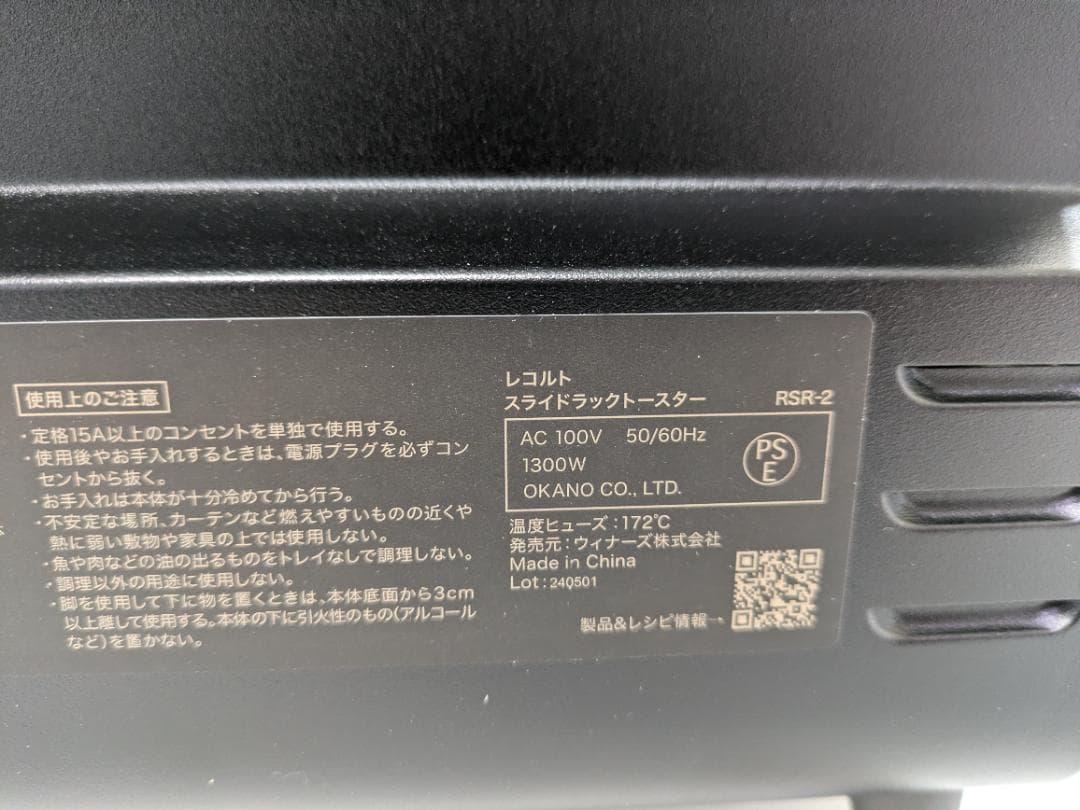 使用上のご注意
・定格15A以上のコンセントを単独で使用する。
・使用後やお手入れするときは、電源プラグを必ずコン
セントから抜く。
・お手入れは本体が十分冷めてから行う。
・不安定な場所、カーテンなど燃えやすいものの近くや
熱に弱い敷物や家具の上では使用しない。
・魚や肉などの油の出るものをトレイなしで調理しない。
・調理以外の用途に使用しない。
・脚を使用して下に物を置くときは、本体底面から3cm
以上離して使用する。本体の下に引火性のもの(アルコール
など)を置かない。
レコルト
スライドラックトースター RSR-2
AC 100V 50/60Hz
1300W
OKANO CO., LTD.
PS
E
温度ヒューズ:172℃
発売元:ウィナーズ株式会社
Made in China
Lot:240501
製品&レシピ情報→